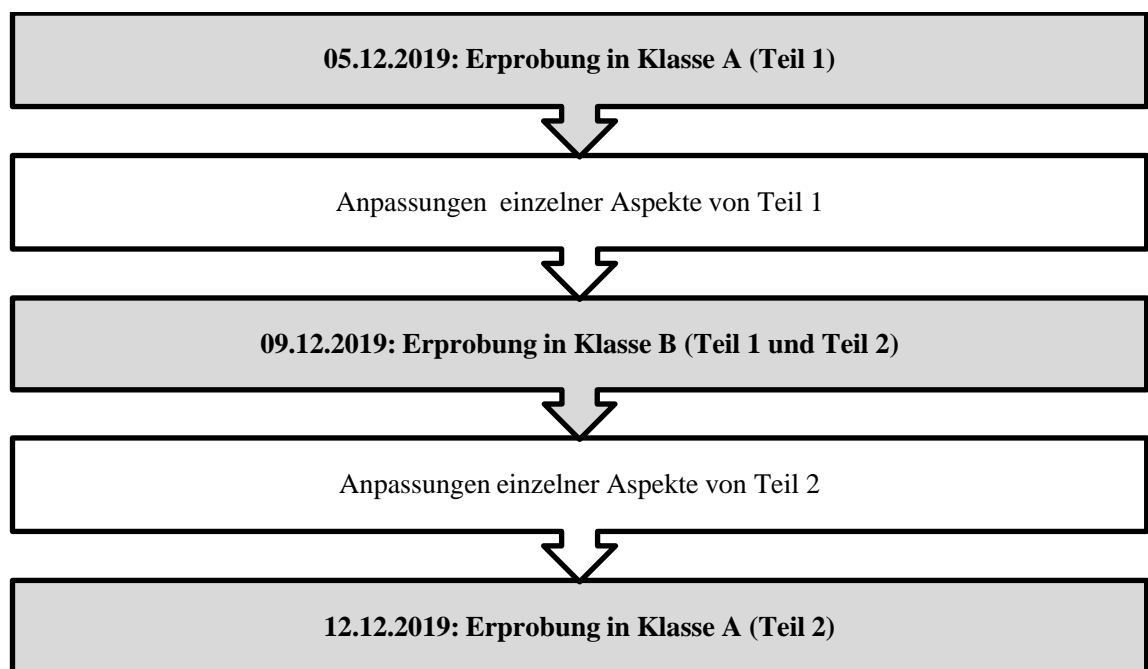 05.12.2019: Erprobung in Klasse A (Teil 1)
Anpassungen einzelner Aspekte von Teil 1
09.12.2019: Erprobung in Klasse B (Teil 1 und Teil 2)
Anpassungen einzelner Aspekte von Teil 2
12.12.2019: Erprobung in Klasse A (Teil 2)